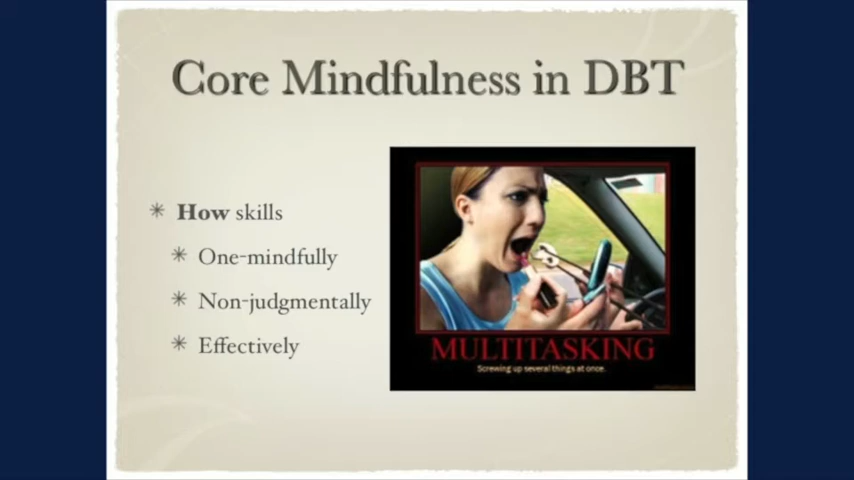 Core Mindfulness in DBT
How skills
One-mindfully
Non-judgmentally
Effectively
MULTITASKING
Screwing up several things at once.